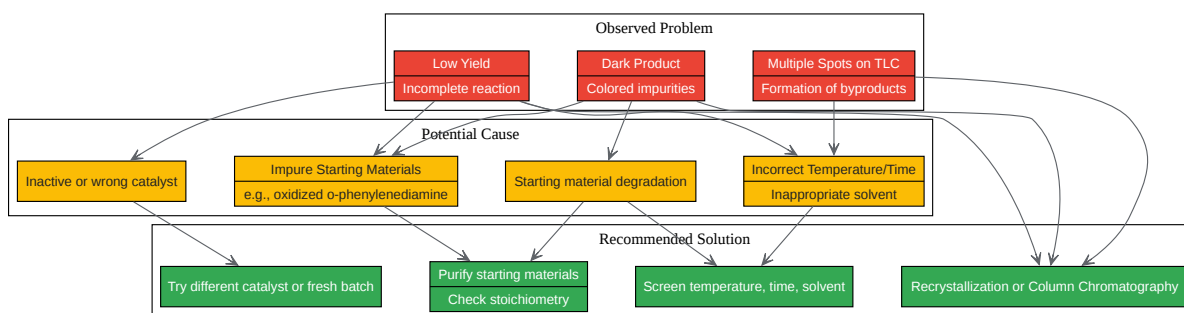 Observed Problem
Low Yield
Incomplete reaction
Dark Product
Colored impurities
Multiple Spots on TLC
Formation of byproducts
Potential Cause
Inactive or wrong catalyst
Impure Starting Materials
e.g., oxidized o-phenylenediamine
Starting material degradation
Incorrect Temperature/Time
Inappropriate solvent
Recommended Solution
Try different catalyst or fresh batch
Purify starting materials
Check stoichiometry
Screen temperature, time, solvent
Recrystallization or Column Chromatography